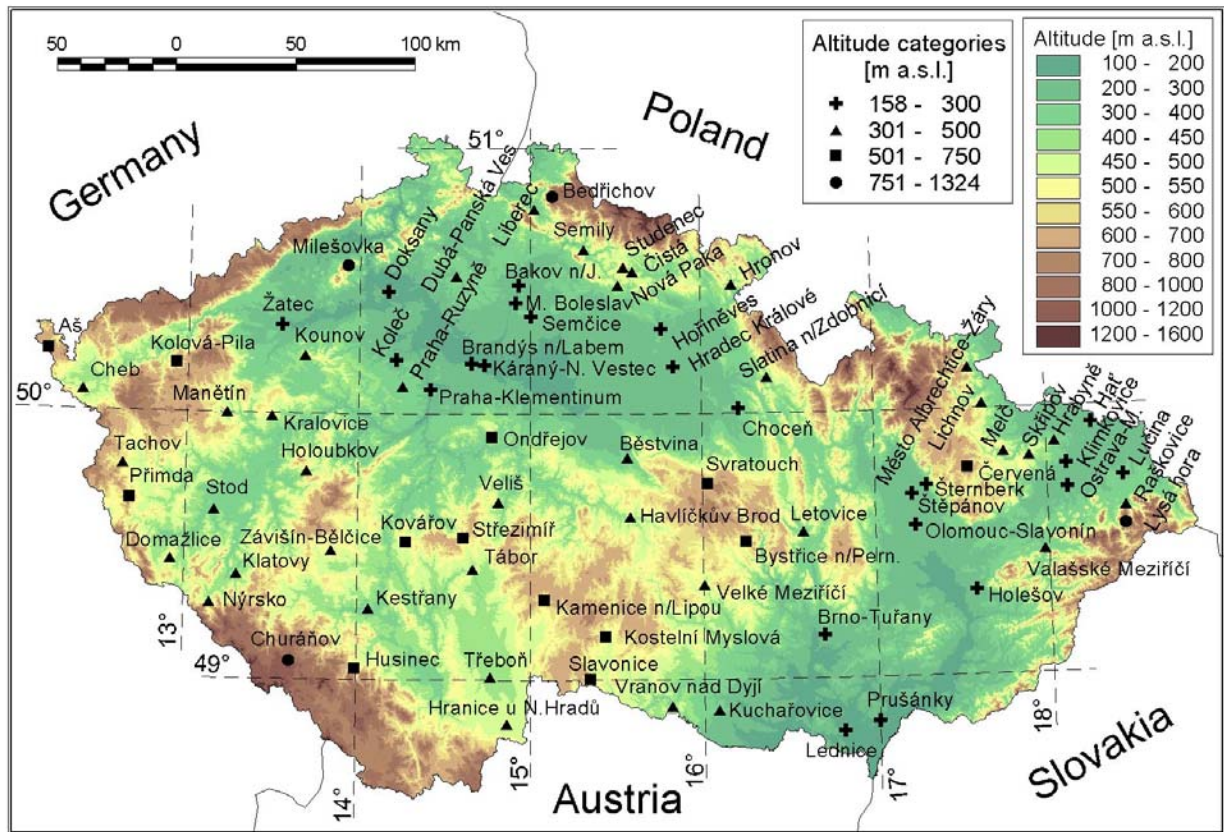 50 0 50 100 km
Altitude categories
[m a.s.l.]
158 - 300
301 - 500
501 - 750
751 - 1324
Altitude [m a.s.l.]
100 - 200
200 - 300
300 - 400
400 - 450
450 - 500
500 - 550
550 - 600
600 - 700
700 - 800
800 - 1000
1000 - 1200
1200 - 1600
Germany
Poland
51°
Bedřichov
Liberec
Dubá-Panská Ves
Doksany
Milešovka
Semily
Studenec
Čistá
Nová Paka
Hronov
Bakov n/J.
M. Boleslav
Semčice
Žatec
Kounov
Koleč
Praha-Ruzyně
Brandýs n/Labem
Káraný-N. Vestec
Praha-Klementinum
Hořiněves
Hradec Králové
Slatina n/Zdobnicí
Aš
Kolová-Pila
Cheb
Manětín
50°
Kralovice
Choceň
Město Albrechtice-Žáry
Lichnov
Melč
Skřipov
Hrabyně
Hať
Klimkovice
Ostrava-M.
Lučina
Raškovice
Lysá hora
Tachov
Holoubkov
Ondřejov
Běstvina
Svratouch
Červená
Přimda
Stod
Veliš
Šternberk
Štěpánov
Havlíčkův Brod
Letovice
Olomouc-Slavonín
Kovářov
Střezimíř
Závišín-Bělčice
Domažlice
Klatovy
Tábor
Bystřice n/Pern.
Valašské Meziříčí
Nýrsko
Kestřany
Kamenice n/Lipou
Velké Meziříčí
Holešov
13°
Churáňov
Kostelní Myslová
Brno-Tuřany
49°
Husinec
Třeboň
Slavonice
Vranov nad Dyjí
Hranice u N.Hradů
Kuchařovice
Prušánky
Lednice
18°
14°
15°
16°
17°
Austria
Slovakia